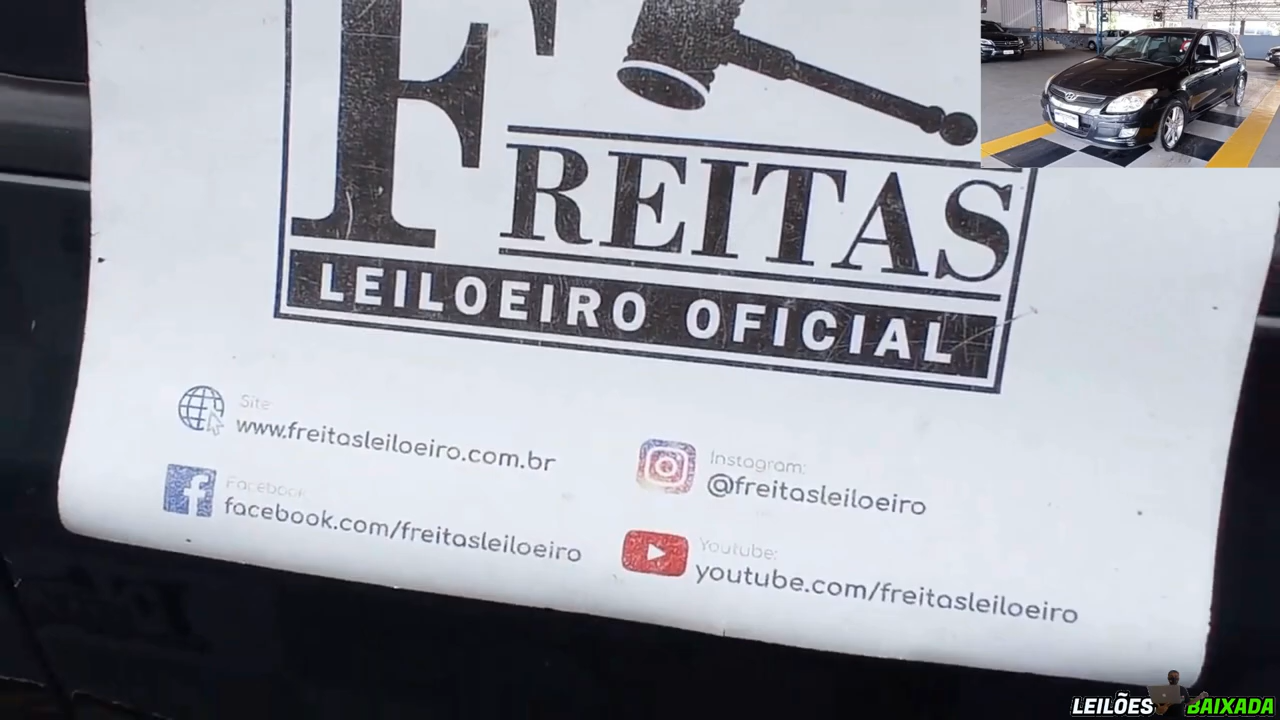 FREITAS
LEILOEIRO OFICIAL
Site
www.freitasleiloeiro.com.br
Facebook:
facebook.com/freitasleiloeiro
Instagram:
@freitasleiloeiro
Youtube:
youtube.com/freitasleiloeiro
LEILÕES BAIXADA